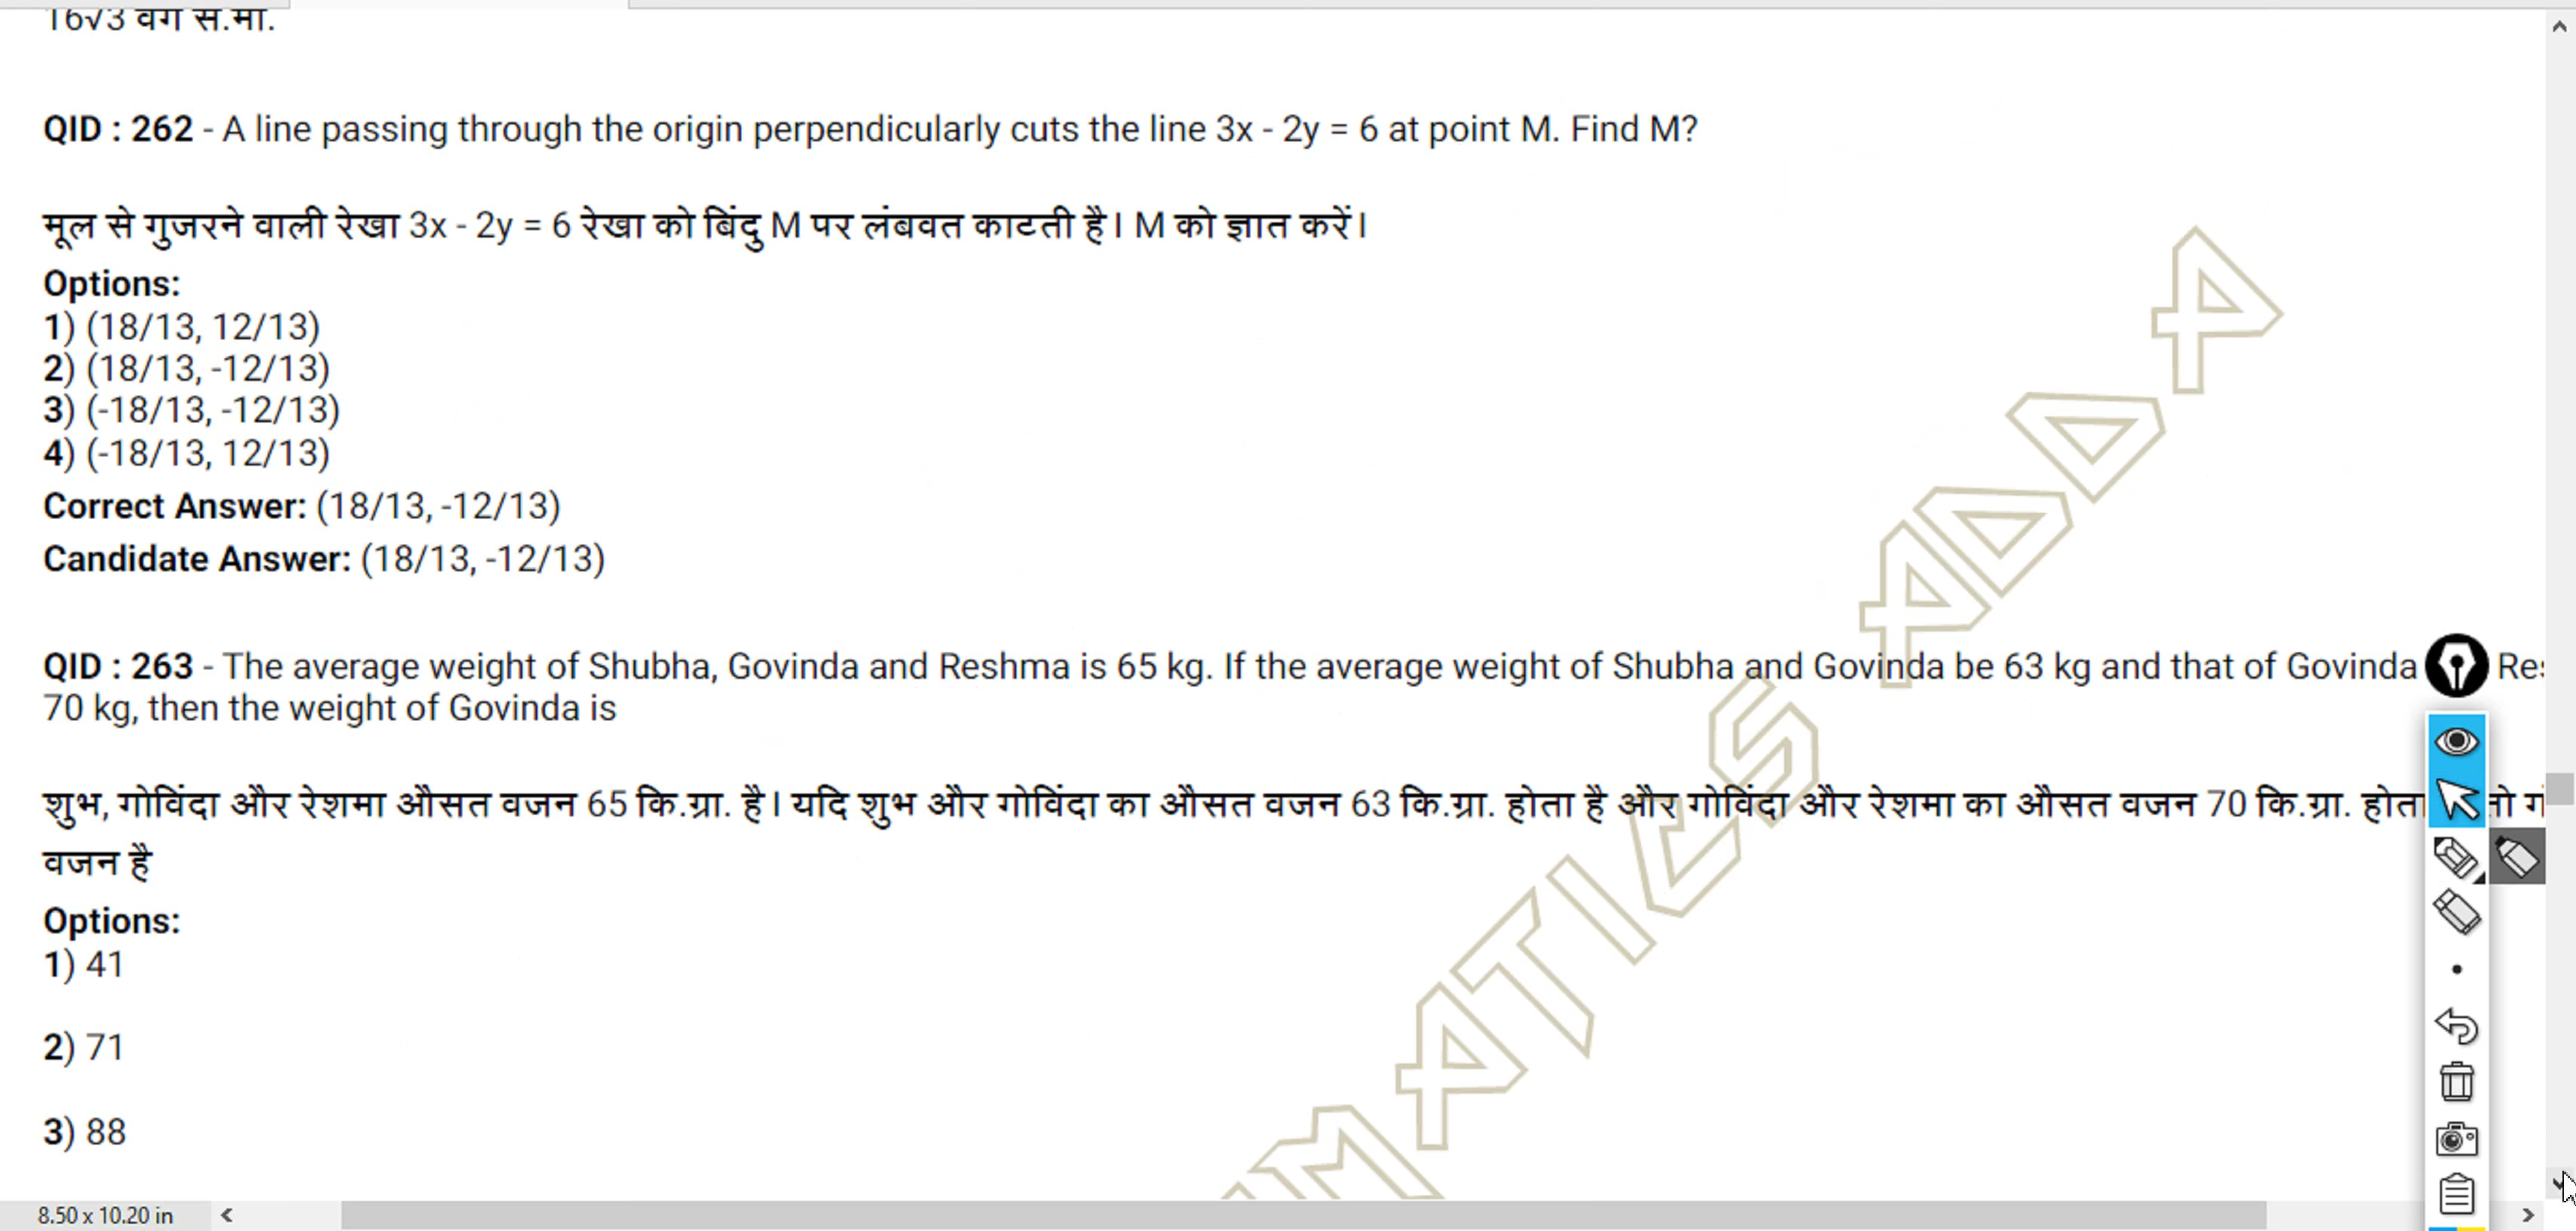 16√3 वर्ग से.मी.
QID : 262 - A line passing through the origin perpendicularly cuts the line 3x - 2y = 6 at point M. Find M?
मूल से गुजरने वाली रेखा 3x - 2y = 6 रेखा को बिंदु M पर लंबवत काटती है। M को ज्ञात करें।
Options:
1) (18/13, 12/13)
2) (18/13, -12/13)
3) (-18/13, -12/13)
4) (-18/13, 12/13)
Correct Answer: (18/13, -12/13)
Candidate Answer: (18/13, -12/13)
QID : 263 - The average weight of Shubha, Govinda and Reshma is 65 kg. If the average weight of Shubha and Govinda be 63 kg and that of Govinda
70 kg, then the weight of Govinda is
शुभ, गोविंदा और रेशमा औसत वजन 65 कि.ग्रा. है। यदि शुभ और गोविंदा का औसत वजन 63 कि.ग्रा. होता है और गोविंदा और रेशमा का औसत वजन 70 कि.ग्रा. होता
वजन है
Options:
1) 41
2) 71
3) 88
MATICS ADDA
8.50 x 10.20 in